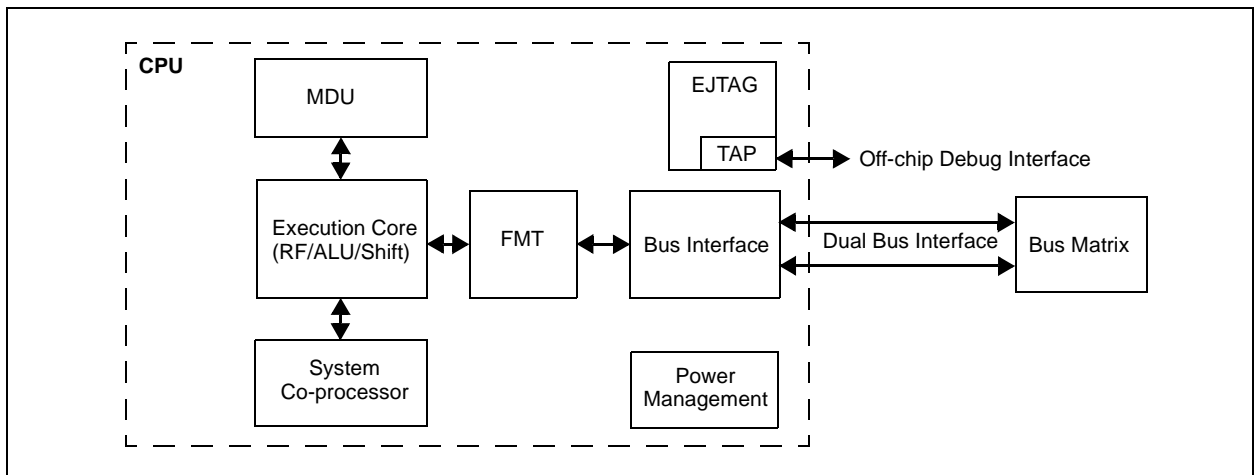 CPU
MDU
EJTAG
TAP
Off-chip Debug Interface
Execution Core
(RF/ALU/Shift)
FMT
Bus Interface
Dual Bus Interface
Bus Matrix
System
Co-processor
Power
Management